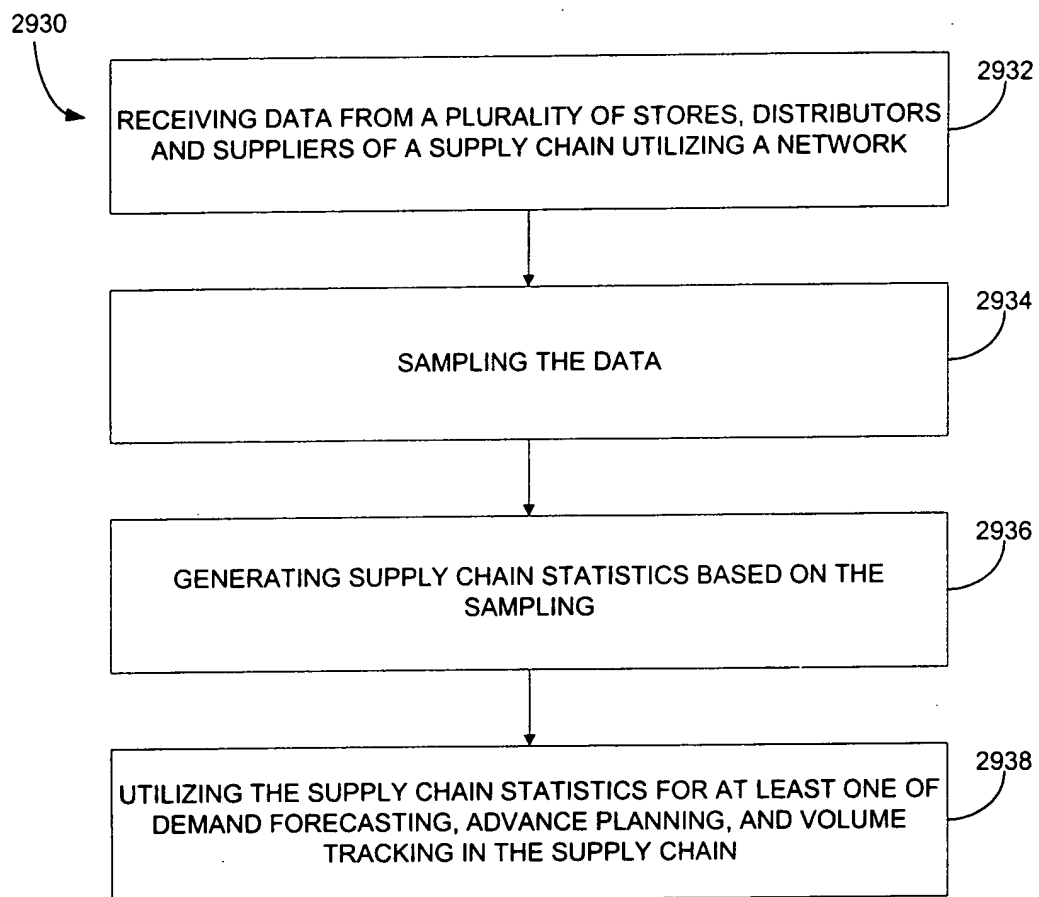 2930
2932
RECEIVING DATA FROM A PLURALITY OF STORES, DISTRIBUTORS
AND SUPPLIERS OF A SUPPLY CHAIN UTILIZING A NETWORK
2934
SAMPLING THE DATA
2936
GENERATING SUPPLY CHAIN STATISTICS BASED ON THE
SAMPLING
2938
UTILIZING THE SUPPLY CHAIN STATISTICS FOR AT LEAST ONE OF
DEMAND FORECASTING, ADVANCE PLANNING, AND VOLUME
TRACKING IN THE SUPPLY CHAIN